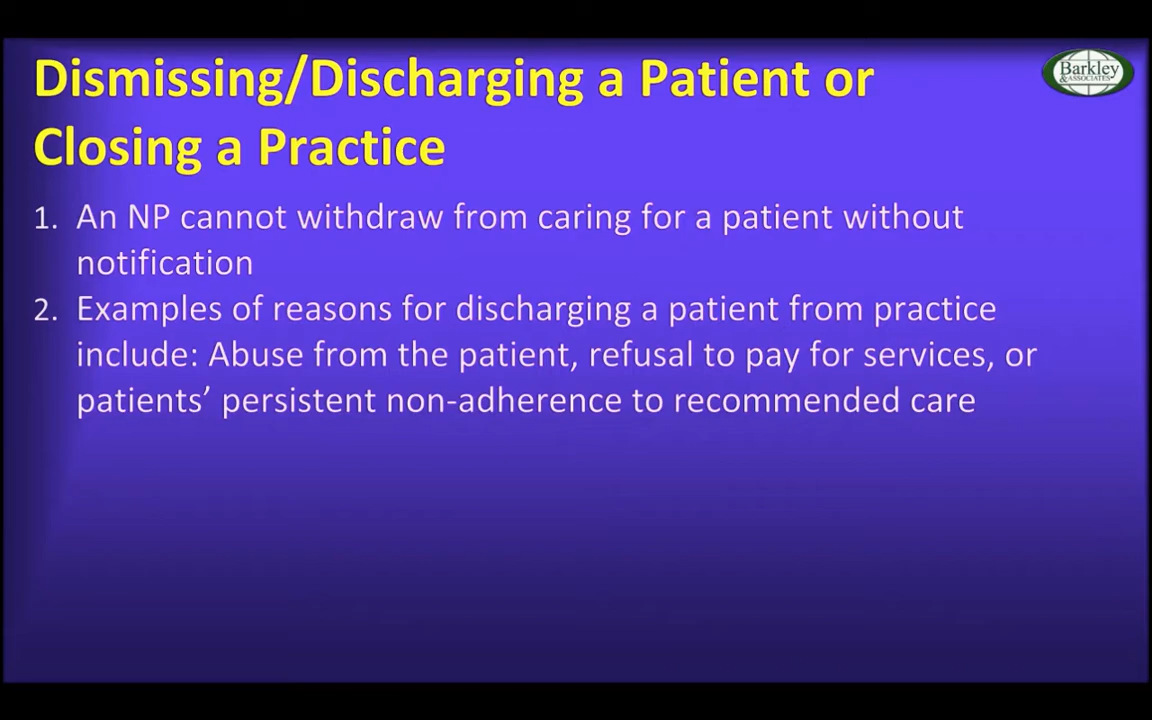 Dismissing/Discharging a Patient or
Closing a Practice
Barkley
& ASSOCIATES
1. An NP cannot withdraw from caring for a patient without
notification
2. Examples of reasons for discharging a patient from practice
include: Abuse from the patient, refusal to pay for services, or
patients’ persistent non-adherence to recommended care